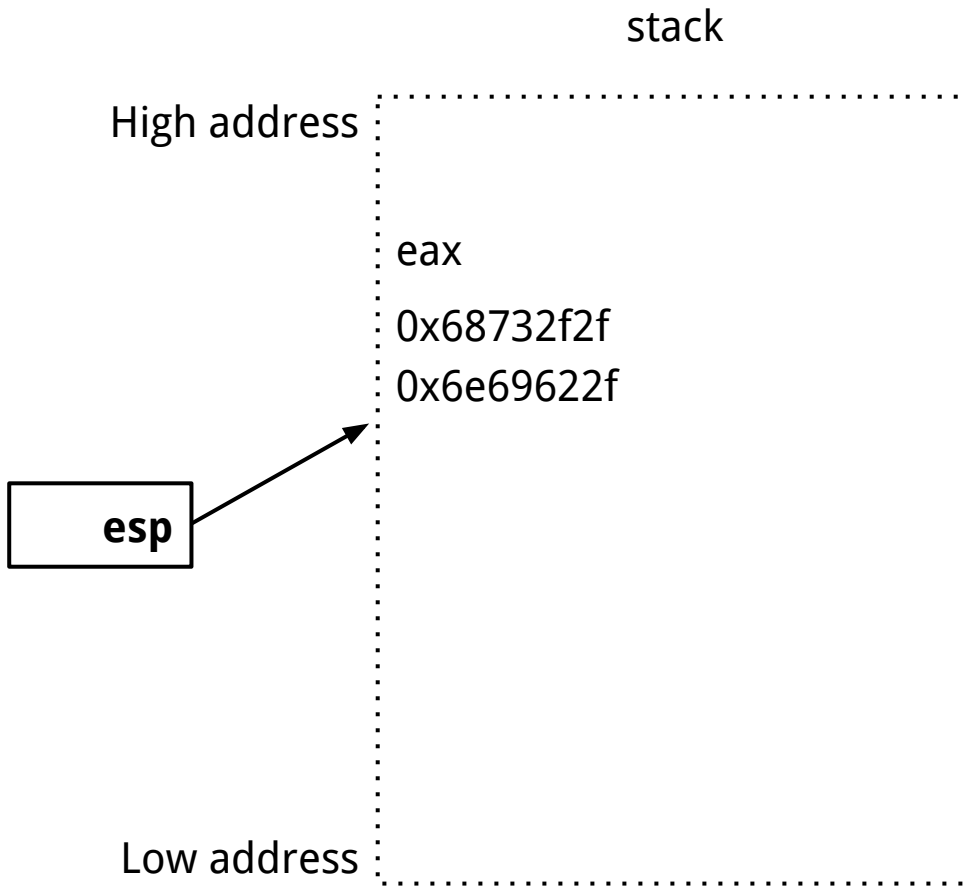 stack
High address
eax
0x68732f2f
0x6e69622f
esp
Low address